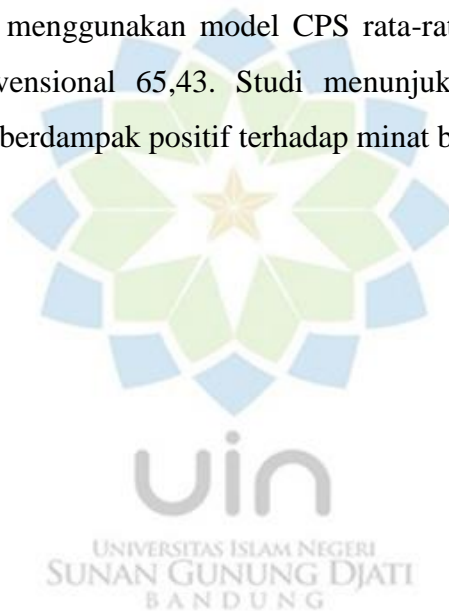 menggunakan model CPS rata-rat
vensional 65,43. Studi menunjuk
berdampak positif terhadap minat b
uin
UNIVERSITAS ISLAM NEGERI
SUNAN GUNUNG DJATI
BANDUNG